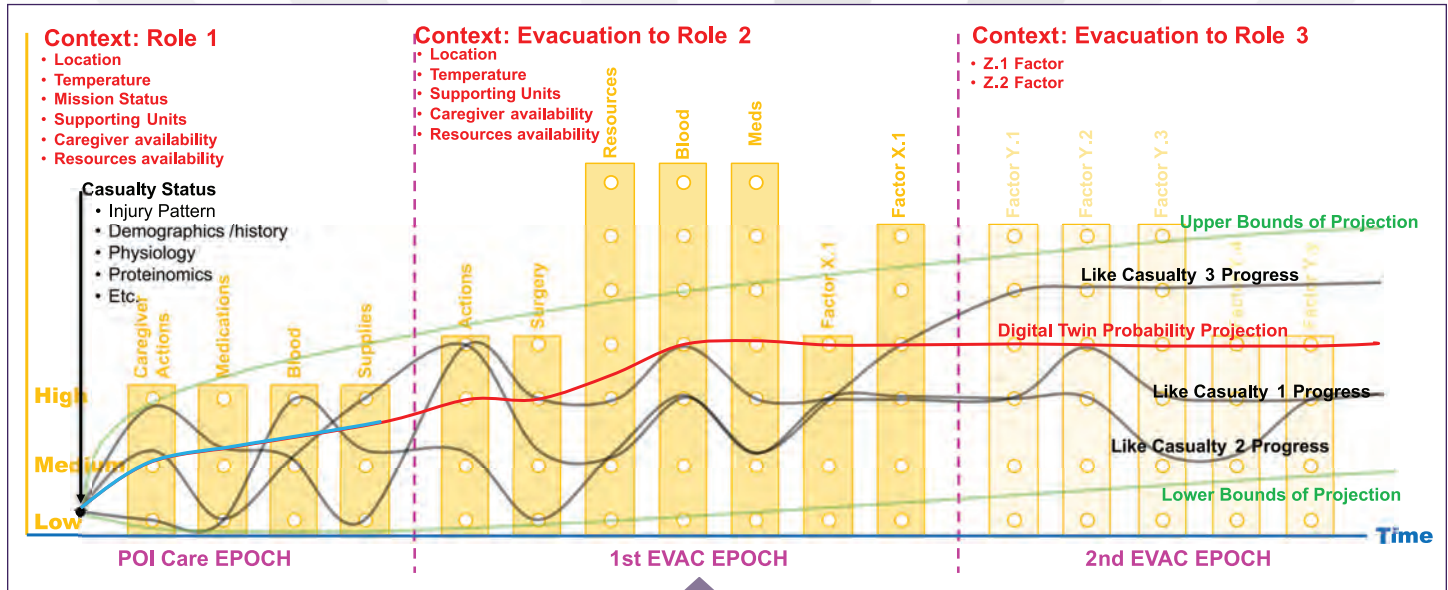 Context: Role 1
• Location
• Temperature
• Mission Status
• Supporting Units
• Caregiver availability
• Resources availability
Casualty Status
• Injury Pattern
• Demographics /history
• Physiology
• Proteinomics
• Etc.
Context: Evacuation to Role 2
• Location
• Temperature
• Supporting Units
• Caregiver availability
• Resources availability
Context: Evacuation to Role 3
• Z.1 Factor
• Z.2 Factor
Caregiver
Actions
Medications
Blood
Supplies
Actions
Surgery
Resources
Blood
Meds
Factor X.1
Factor X.1
Factor Y.1
Factor Y.2
Factor Y.3
Upper Bounds of Projection
Like Casualty 3 Progress
Digital Twin Probability Projection
Like Casualty 1 Progress
Like Casualty 2 Progress
Lower Bounds of Projection
High
Medium
Low
Time
POI Care EPOCH
1st EVAC EPOCH
2nd EVAC EPOCH